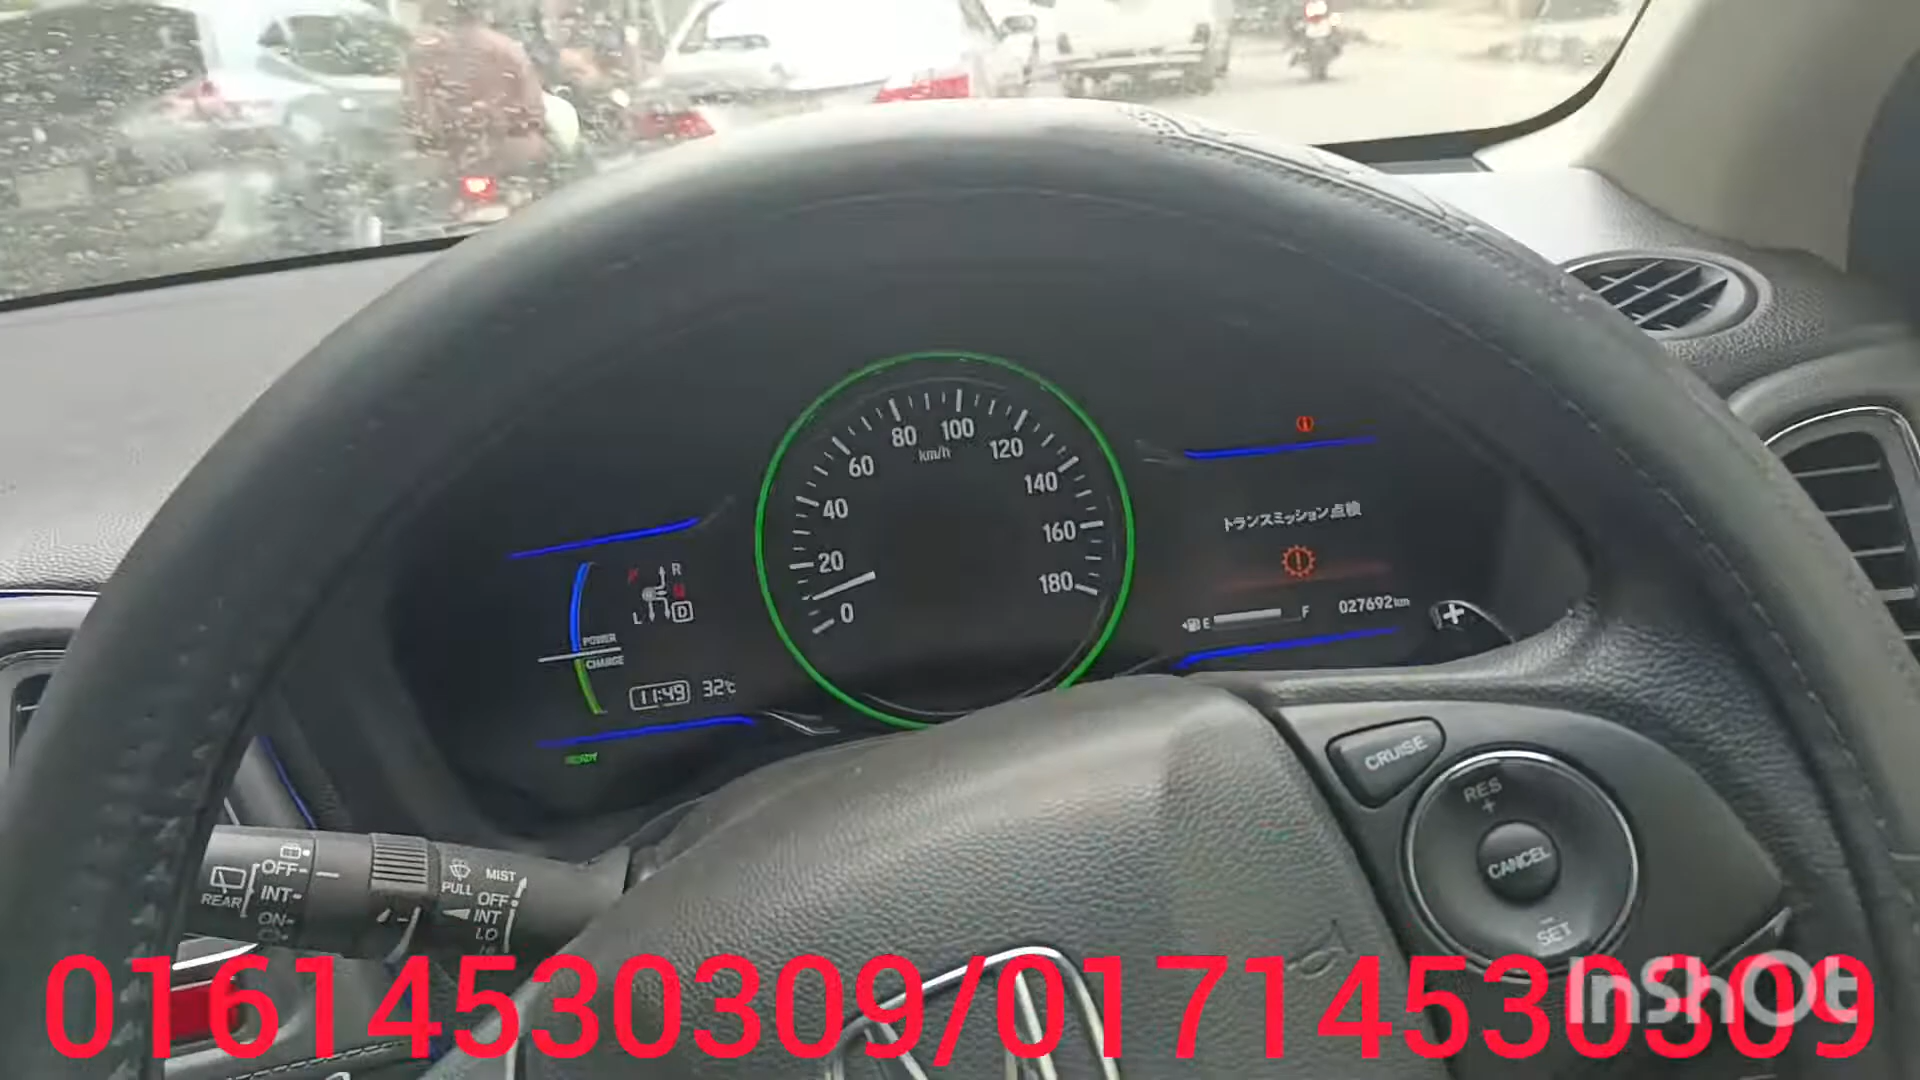 80 100
km/h
60
120
40
140
20
160
0
180
R
L D
POWER
CHARGE
11:49 32℃
READY
トランスミッション点検
E F 027692km
+
CRUISE
RES
+
CANCEL
SET
REAR
OFF
INT
ON
MIST
PULL
OFF
INT
LO
01614530309/01714530309
InShOt